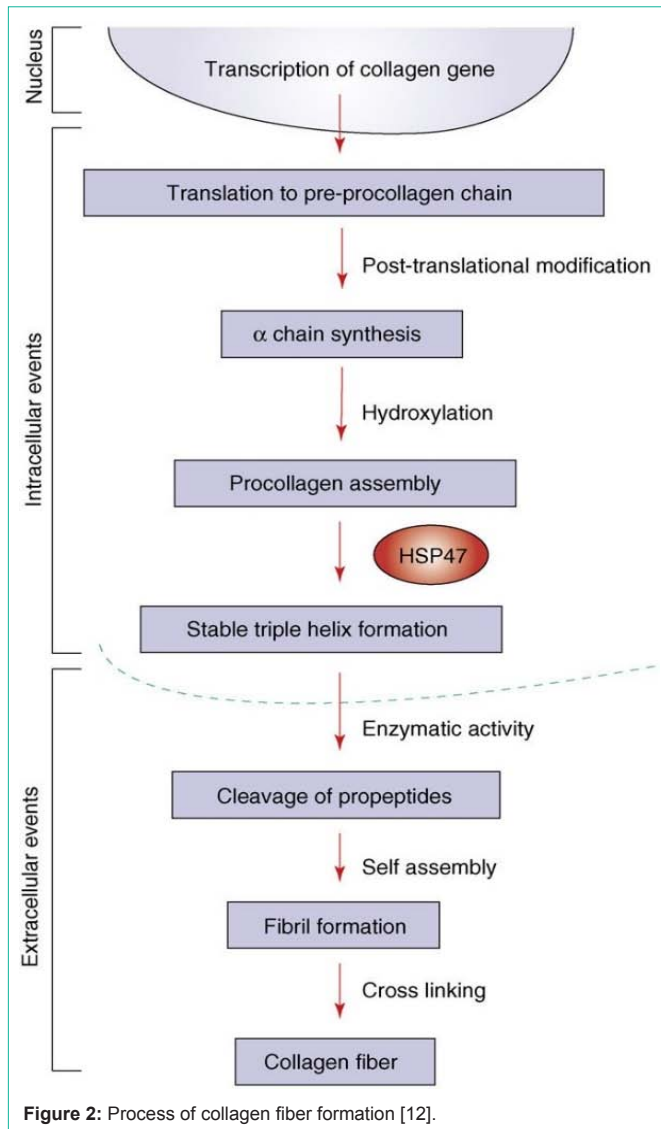 Nucleus
Transcription of collagen gene
Intracellular events
Translation to pre-procollagen chain
Post-translational modification
α chain synthesis
Hydroxylation
Procollagen assembly
HSP47
Stable triple helix formation
Extracellular events
Enzymatic activity
Cleavage of propeptides
Self assembly
Fibril formation
Cross linking
Collagen fiber
Figure 2: Process of collagen fiber formation [12].